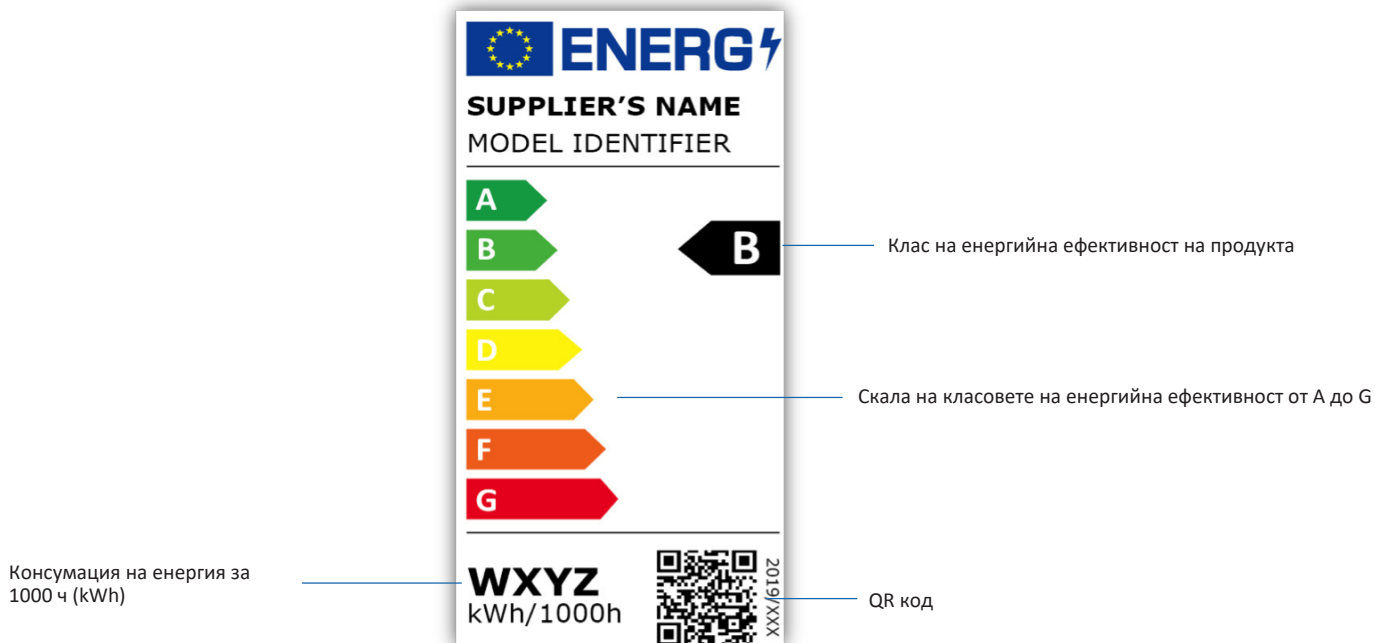 ENERG
SUPPLIER'S NAME
MODEL IDENTIFIER
A
B
B
Клас на енергийна ефективност на продукта
C
D
E
Скала на класовете на енергийна ефективност от A до G
F
G
Консумация на енергия за
1000 ч (kWh)
WXYZ
kWh/1000h
2019/XXX
QR код